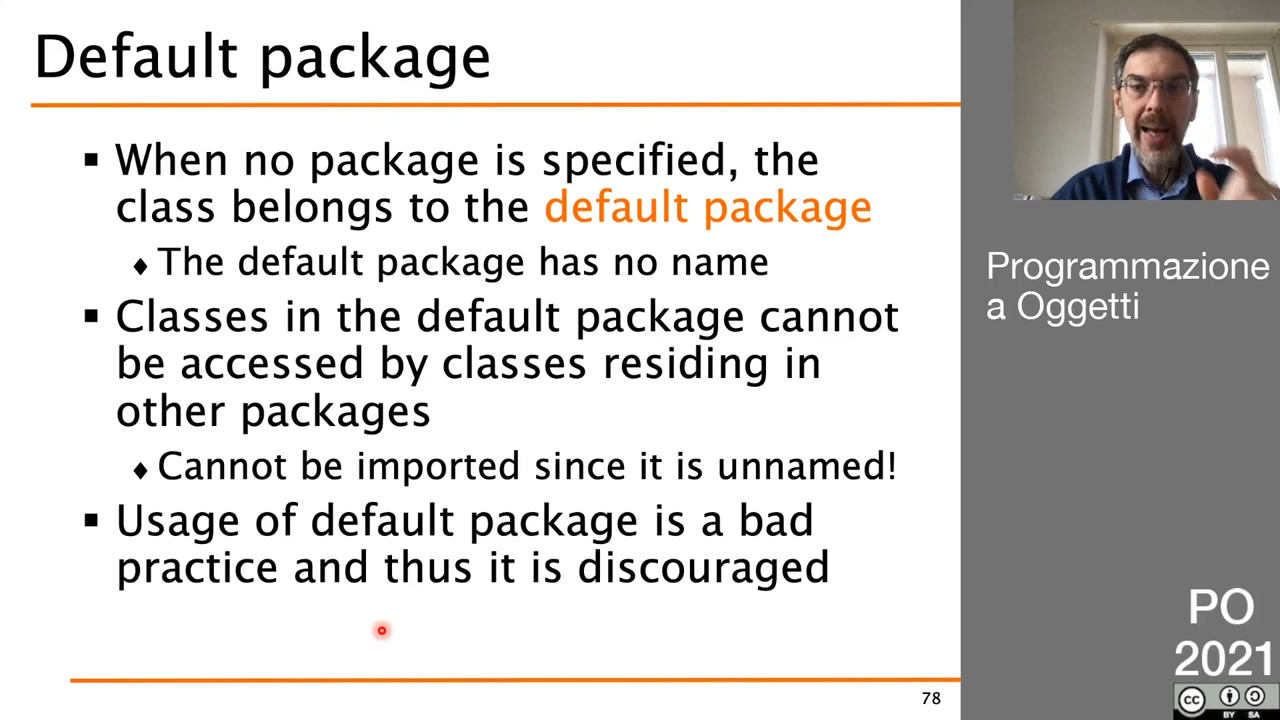 Default package
▪ When no package is specified, the
class belongs to the default package
♦ The default package has no name
▪ Classes in the default package cannot
be accessed by classes residing in
other packages
♦ Cannot be imported since it is unnamed!
▪ Usage of default package is a bad
practice and thus it is discouraged
78
Programmazione
a Oggetti
PO
2021
cc
BY SA